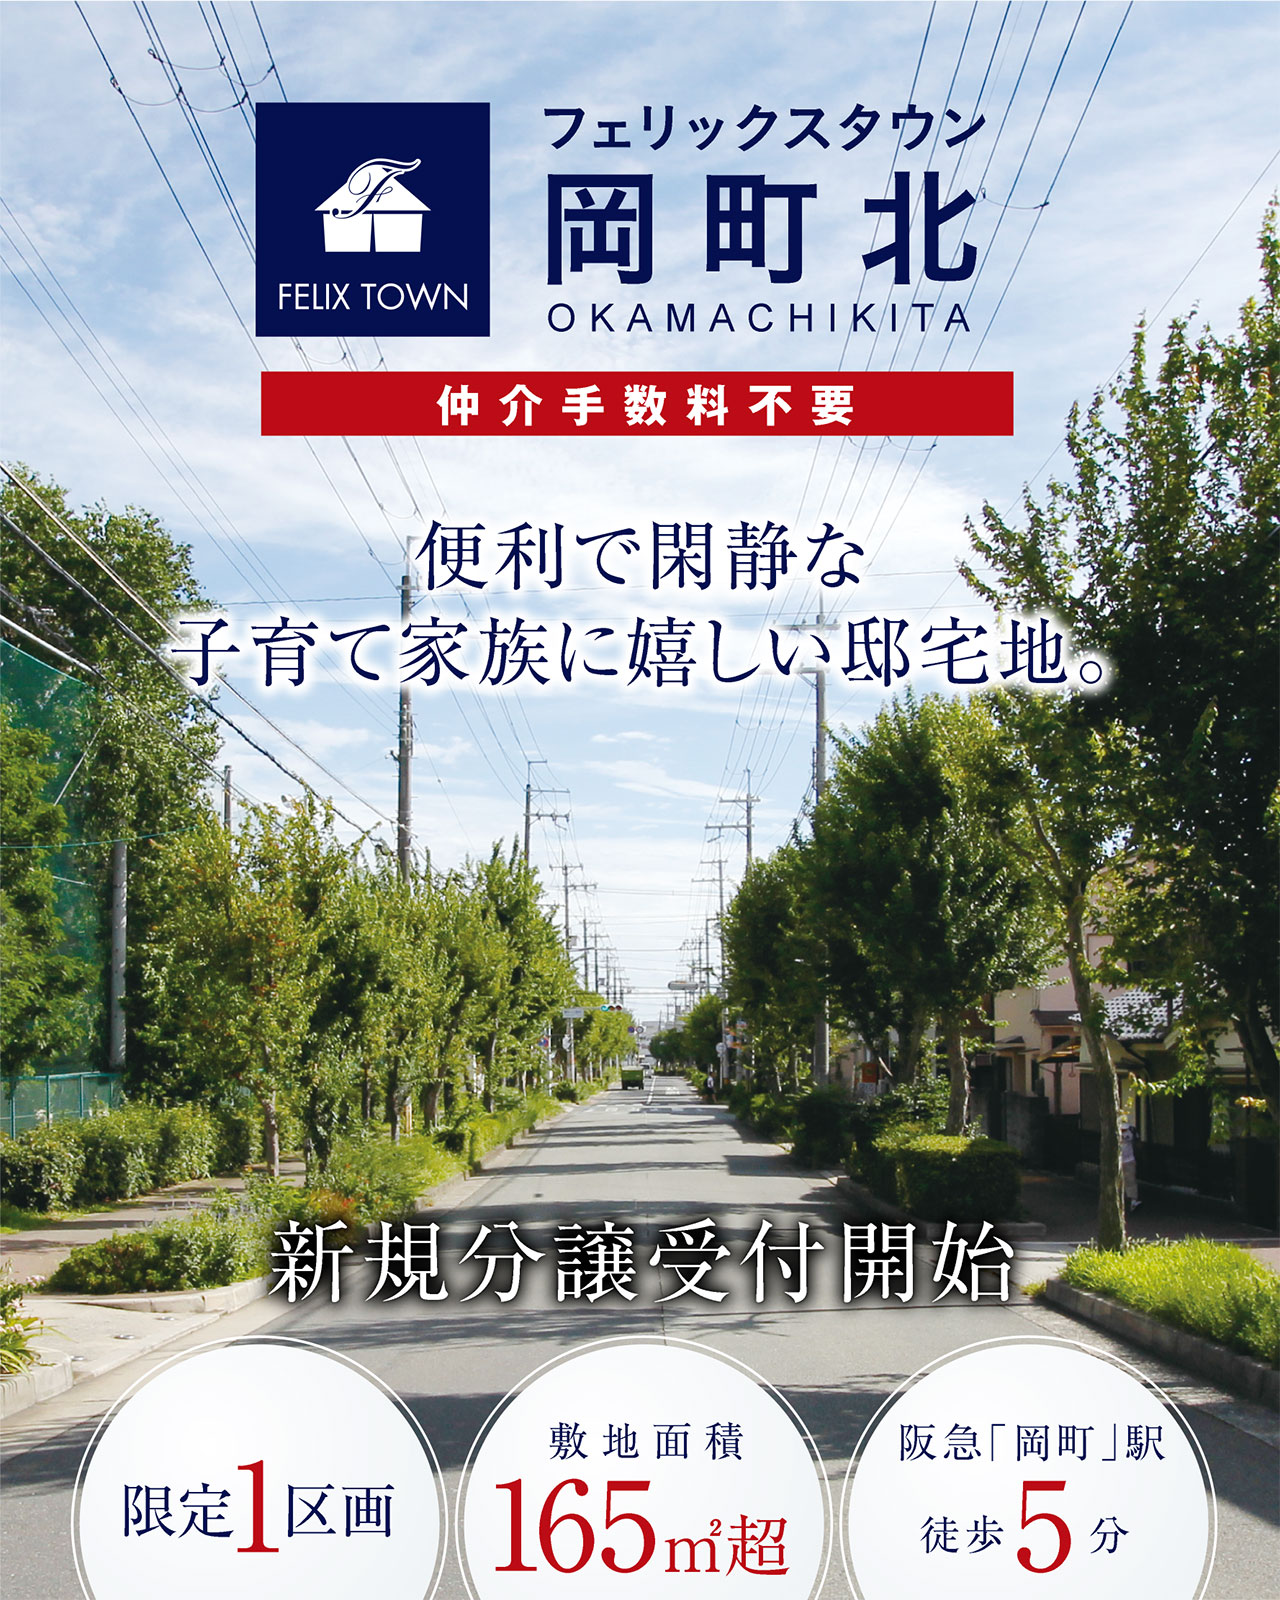 フェリックスタウン
岡町北
OKAMACHIKITA
FELIX TOWN
仲介手数料不要
便利で閑静な
子育て家族に嬉しい邸宅地。
新規分譲受付開始
限定1区画
敷地面積
165㎡超
阪急「岡町」駅
徒歩5分